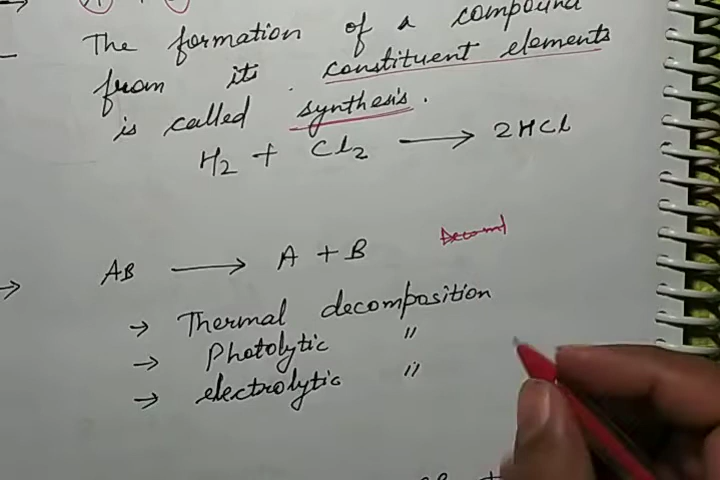 The formation of a compound
from its constituent elements
is called synthesis.
H2 + Cl2 → 2HCl
→ AB → A + B
→ Thermal decomposition
→ Photolytic "
→ electrolytic "